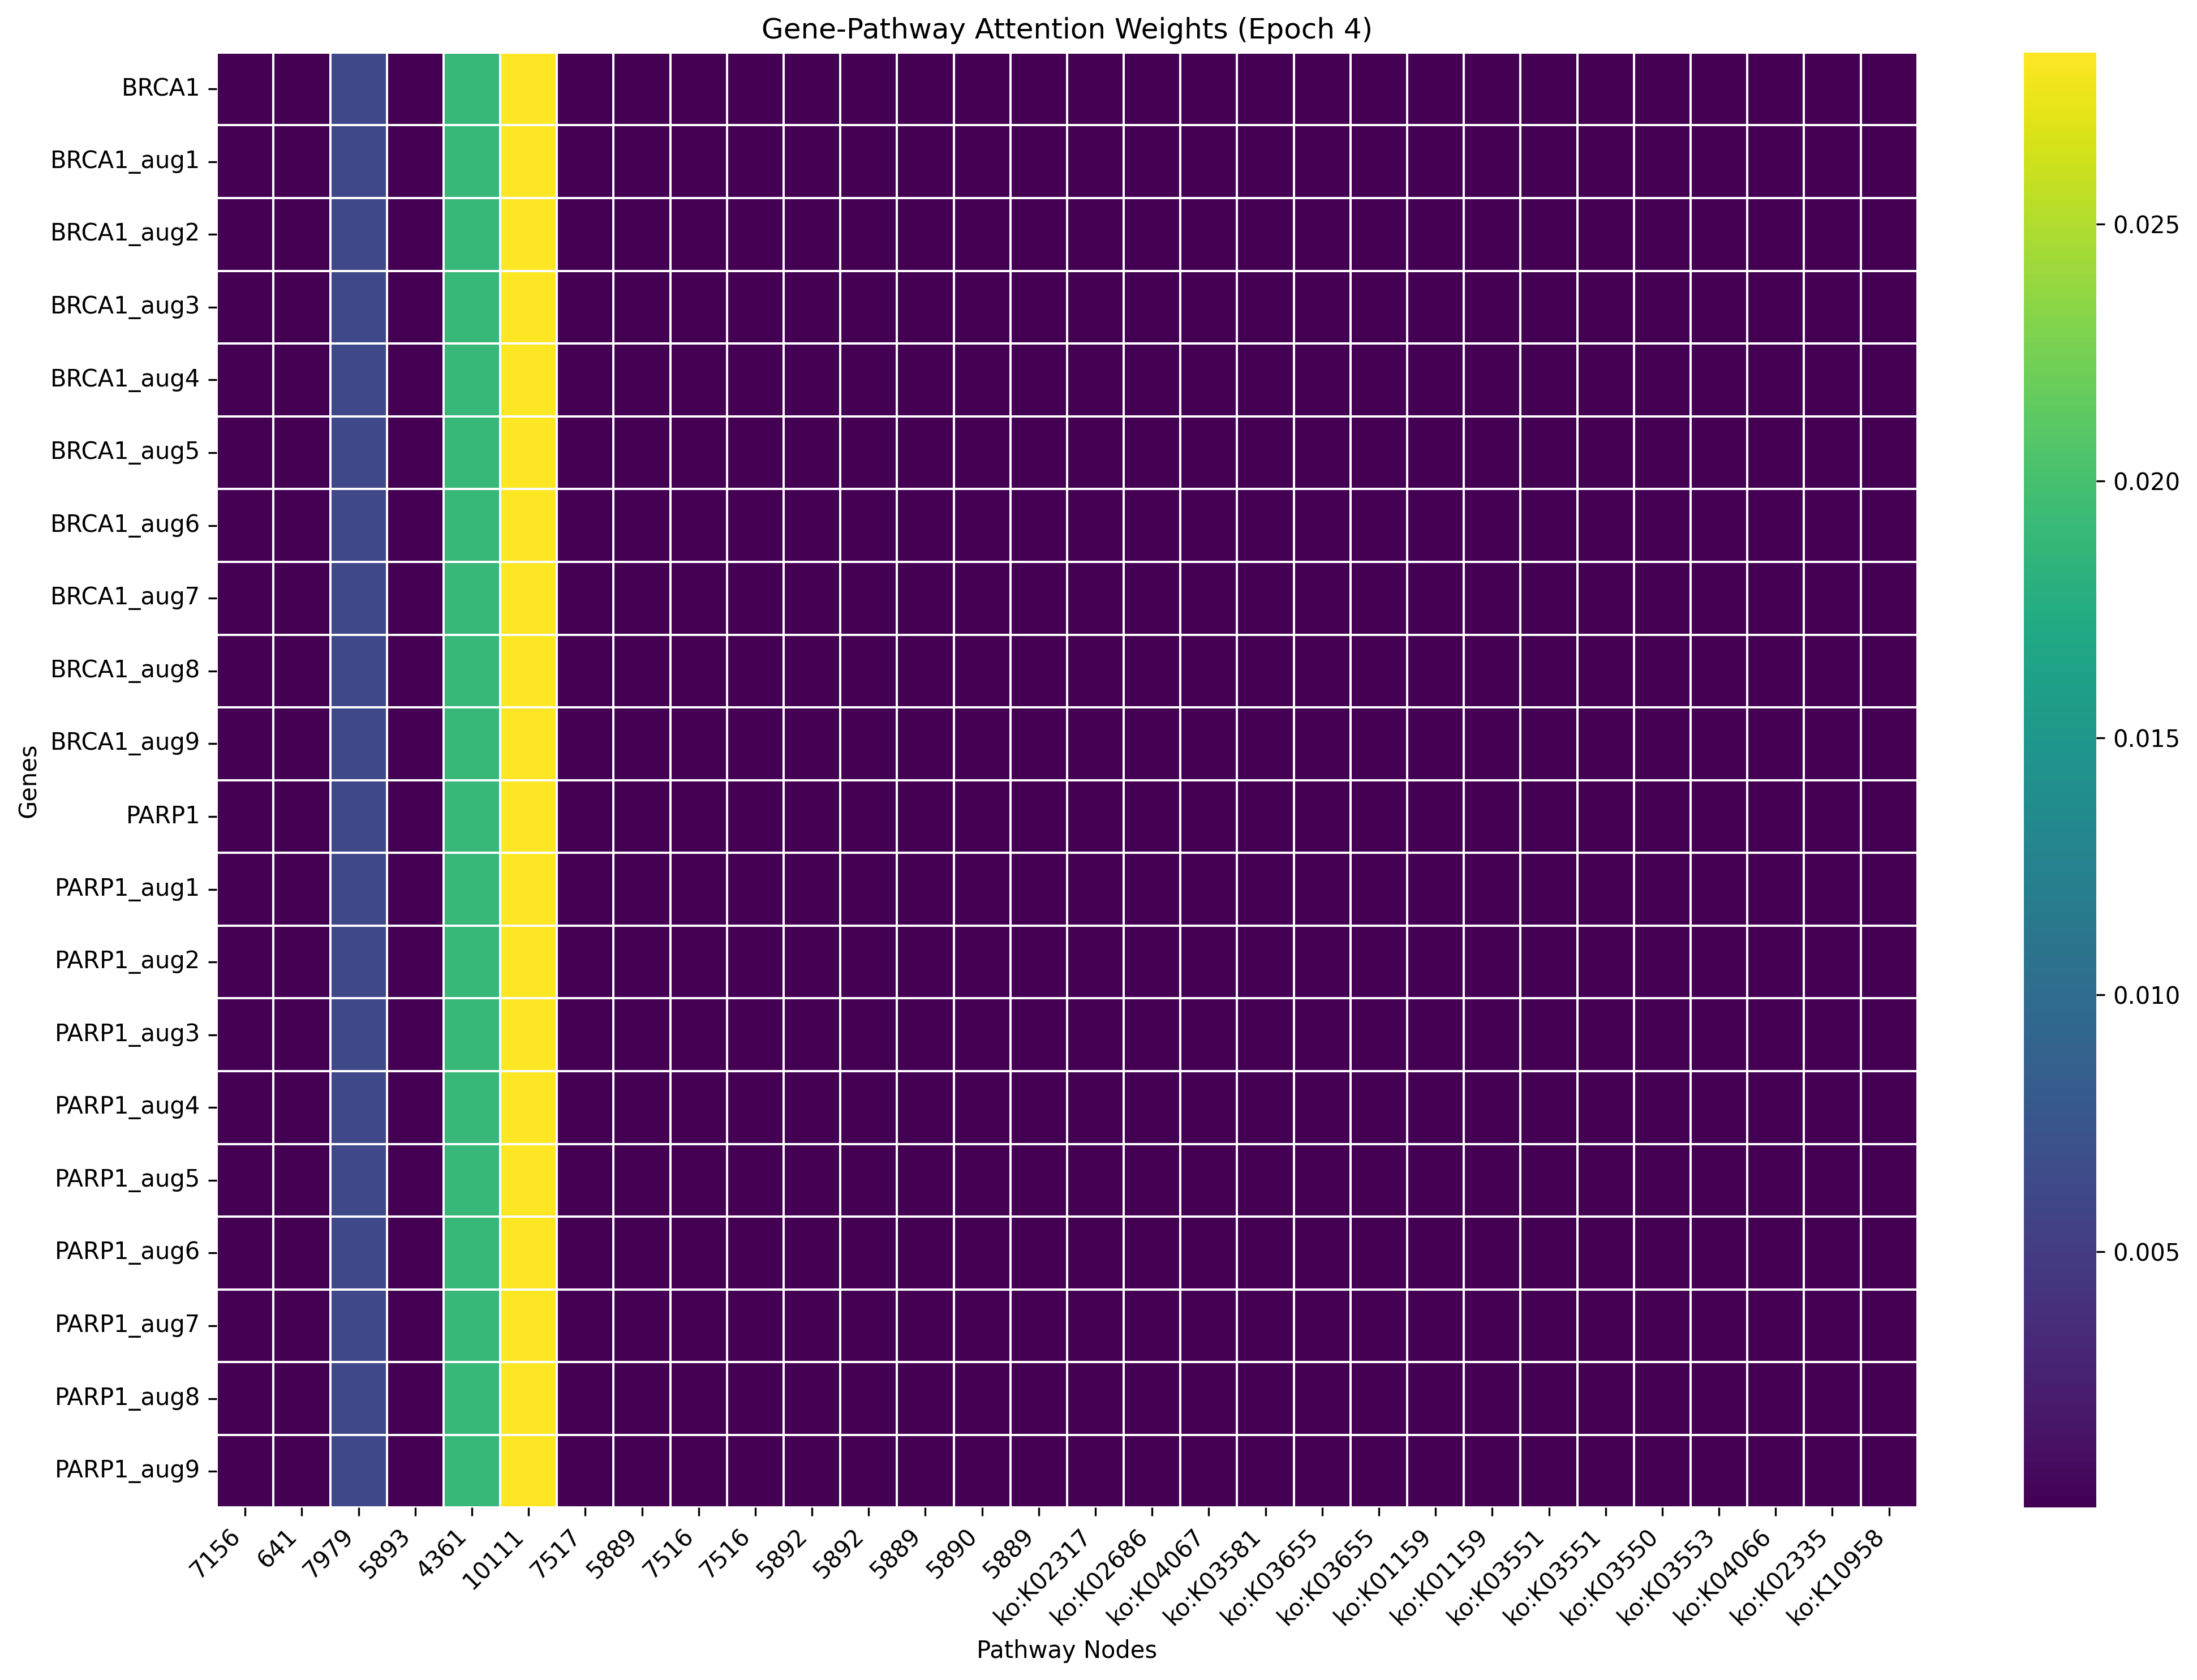 Gene-Pathway Attention Weights (Epoch 4)
Genes
BRCA1
BRCA1_aug1
BRCA1_aug2
BRCA1_aug3
BRCA1_aug4
BRCA1_aug5
BRCA1_aug6
BRCA1_aug7
BRCA1_aug8
BRCA1_aug9
PARP1
PARP1_aug1
PARP1_aug2
PARP1_aug3
PARP1_aug4
PARP1_aug5
PARP1_aug6
PARP1_aug7
PARP1_aug8
PARP1_aug9
7156
641
7979
5893
4361
10111
7517
5889
7516
7516
5892
5892
5889
5890
5889
ko:K02317
ko:K02686
ko:K04067
ko:K03581
ko:K03655
ko:K03655
ko:K01159
ko:K01159
ko:K03551
ko:K03551
ko:K03550
ko:K03553
ko:K04066
ko:K02335
ko:K10958
Pathway Nodes
0.025
0.020
0.015
0.010
0.005